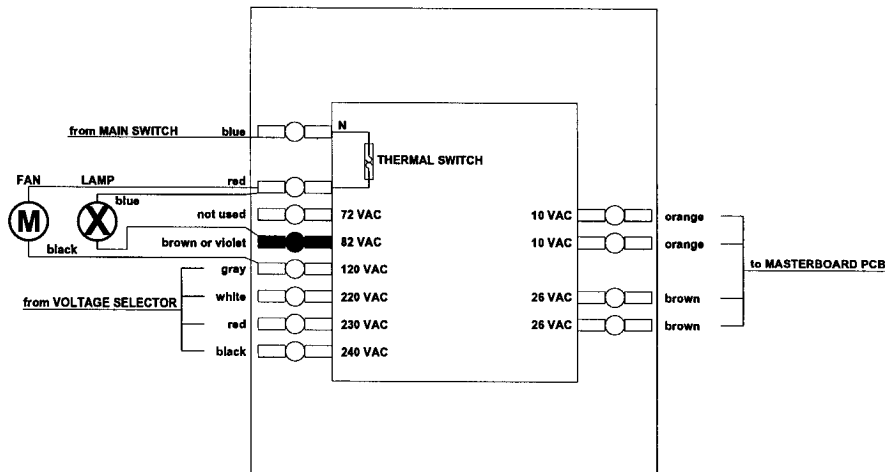 from MAIN SWITCH blue N
THERMAL SWITCH
FAN LAMP red
blue
M X
not used 72 VAC 10 VAC orange
brown or violet 82 VAC 10 VAC orange
black
gray 120 VAC
to MASTERBOARD PCB
from VOLTAGE SELECTOR
white 220 VAC 26 VAC brown
red 230 VAC 26 VAC brown
black 240 VAC